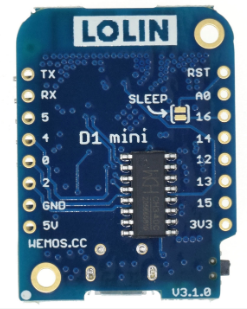 LOLIN
TX
RX
5
4
0
2
GND
5V
SLEEP
D1 mini
RST
A0
16
14
12
13
15
3V3
WEMOS.CC
V3.1.0